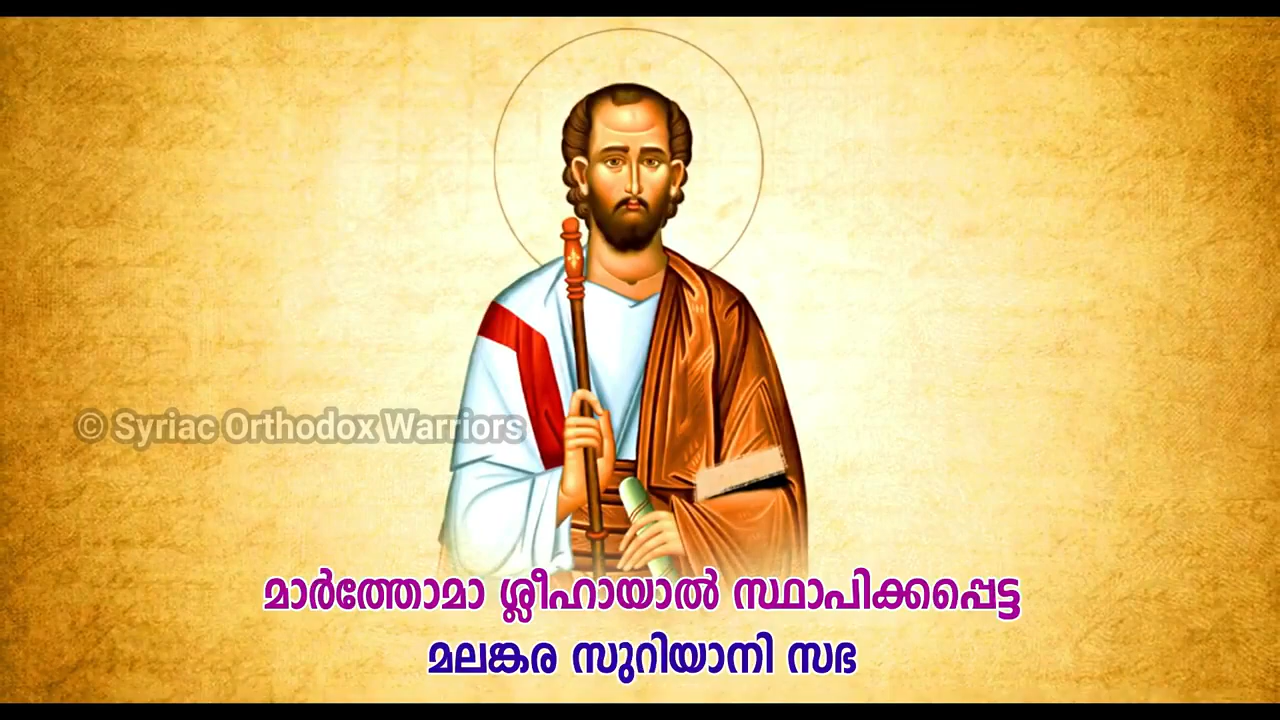 © Syriac Orthodox Warriors
മാർത്തോമാ ശ്ലീഹായാൽ സ്ഥാപിക്കപ്പെട്ട
മലങ്കര സുറിയാനി സഭ